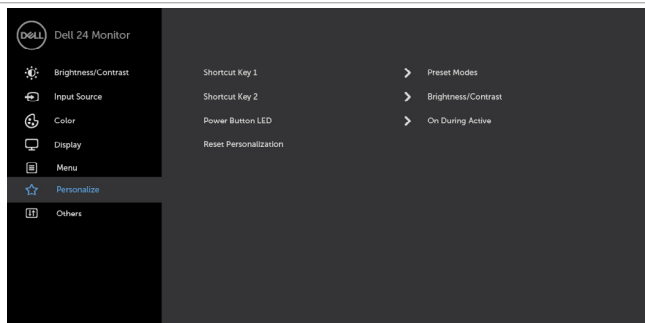 DELL Dell 24 Monitor
Brightness/Contrast Shortcut Key 1 Preset Modes
Input Source Shortcut Key 2 Brightness/Contrast
Color Power Button LED On During Active
Display Reset Personalization
Menu
Personalize
Others